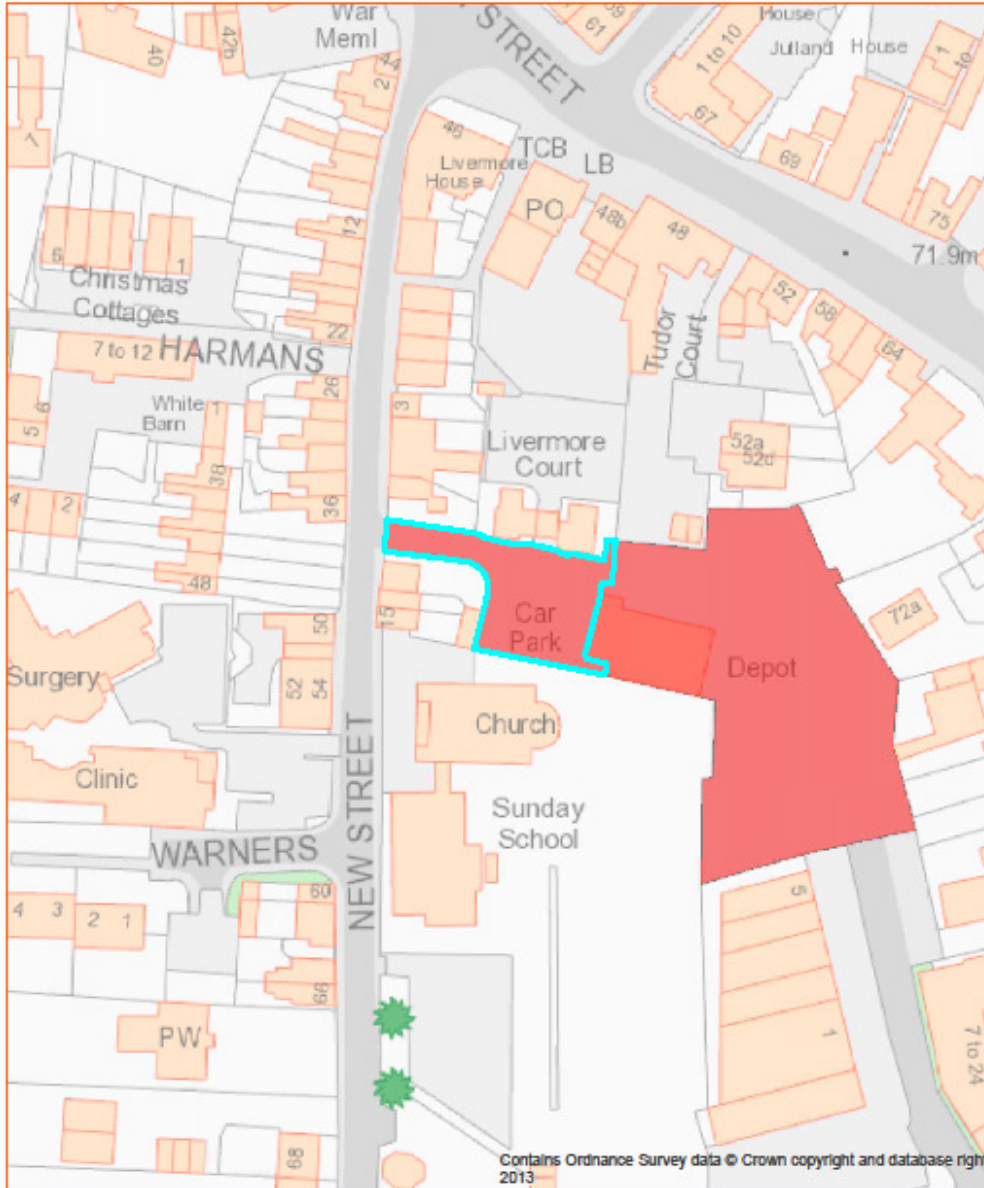 War
Meml
40
42b
44
2
7
W STREET
59
61
House
Julland House
1 to 10
1
to
67
69
75
71.9m
46
Livermore
House
TCB
LB
PO
48b
48
12
6
1
Christmas
Cottages
22
7 to 12
HARMANS
Tudor
Court
52
58
64
26
3
White
Barn
1
6
5
38
36
Livermore
Court
52a
52d
4
2
48
15
Car
Park
Depot
72a
Surgery
50
52
54
Church
Clinic
NEW STREET
Sunday
School
WARNERS
60
4
3
2
1
66
5
PW
1
7 to 24
68
Contains Ordnance Survey data © Crown copyright and database right
2013